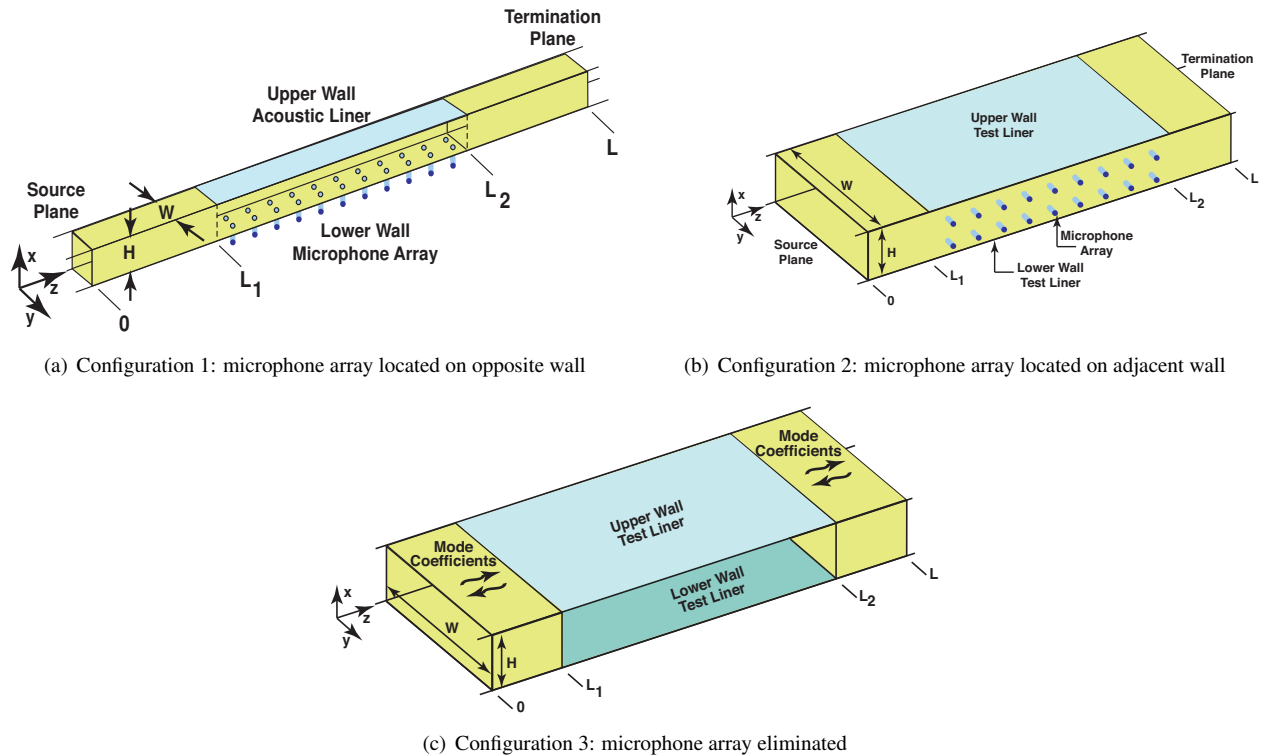 Termination
Plane
Upper Wall
Acoustic Liner
Source
Plane
W
H
x
z
y
0
L1
Lower Wall
Microphone Array
L2
L
(a) Configuration 1: microphone array located on opposite wall
Termination
Plane
Upper Wall
Test Liner
W
H
x
z
y
Source
Plane
0
L1
Lower Wall
Test Liner
Microphone
Array
L2
L
(b) Configuration 2: microphone array located on adjacent wall
Mode
Coefficients
Upper Wall
Test Liner
Mode
Coefficients
Lower Wall
Test Liner
W
H
x
z
y
0
L1
L2
L
(c) Configuration 3: microphone array eliminated